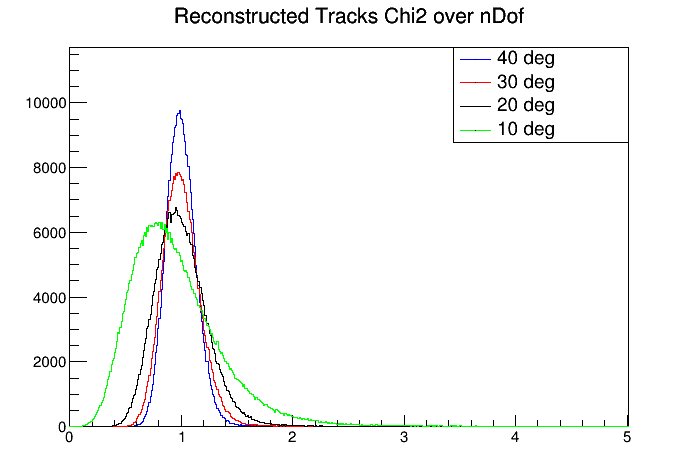 Reconstructed Tracks Chi2 over nDof
40 deg
30 deg
20 deg
10 deg
10000
8000
6000
4000
2000
0
0 1 2 3 4 5